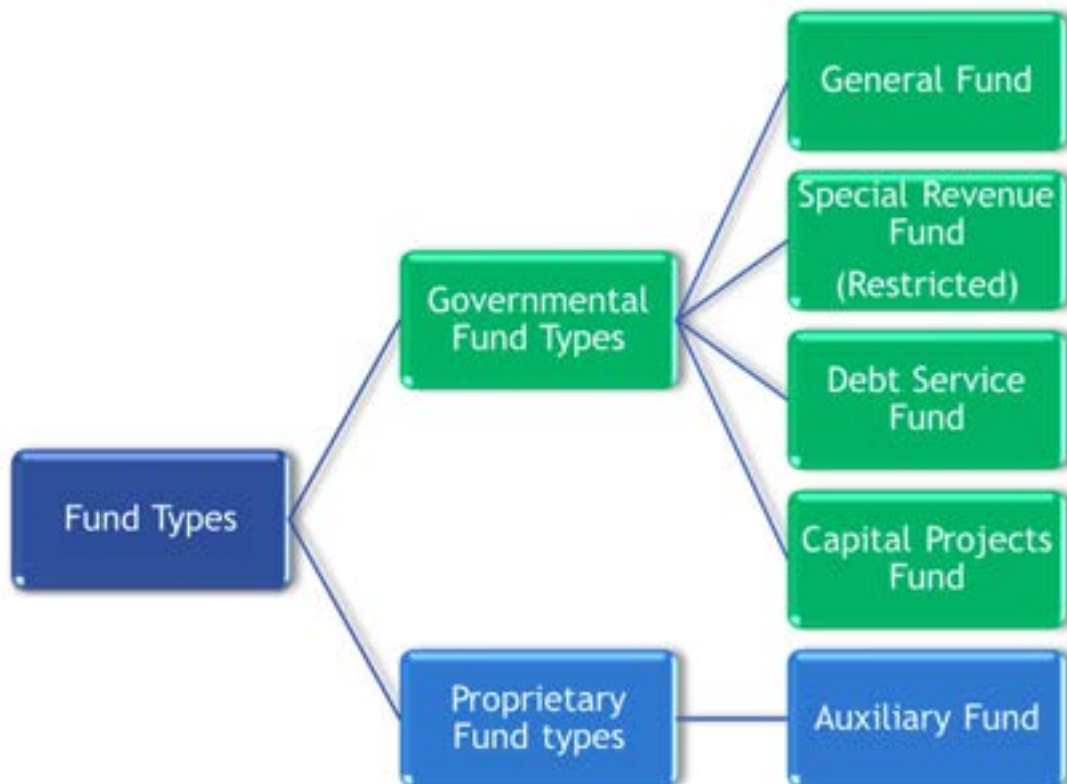 General Fund
Special Revenue
Fund
(Restricted)
Governmental
Fund Types
Debt Service
Fund
Fund Types
Capital Projects
Fund
Proprietary
Fund types
Auxiliary Fund